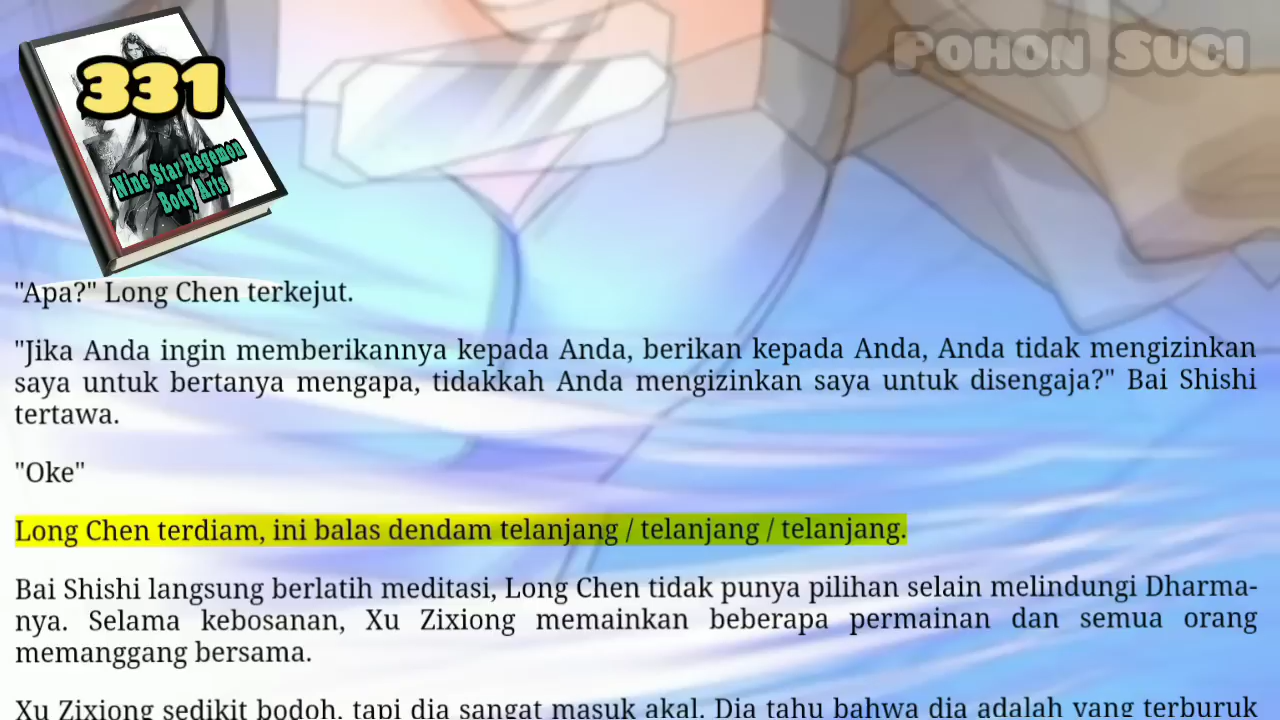 POHON SUCI
331
Nine Star Hegemon
Body Arts
"Apa?" Long Chen terkejut.
"Jika Anda ingin memberikannya kepada Anda, berikan kepada Anda, Anda tidak mengizinkan
saya untuk bertanya mengapa, tidakkah Anda mengizinkan saya untuk disengaja?" Bai Shishi
tertawa.
"Oke"
Long Chen terdiam, ini balas dendam telanjang / telanjang / telanjang.
Bai Shishi langsung berlatih meditasi, Long Chen tidak punya pilihan selain melindungi Dharma-
nya. Selama kebosanan, Xu Zixiong memainkan beberapa permainan dan semua orang
memanggang bersama.
Xu Zixiong sedikit bodoh, tapi dia sangat masuk akal. Dia tahu bahwa dia adalah yang terburuk